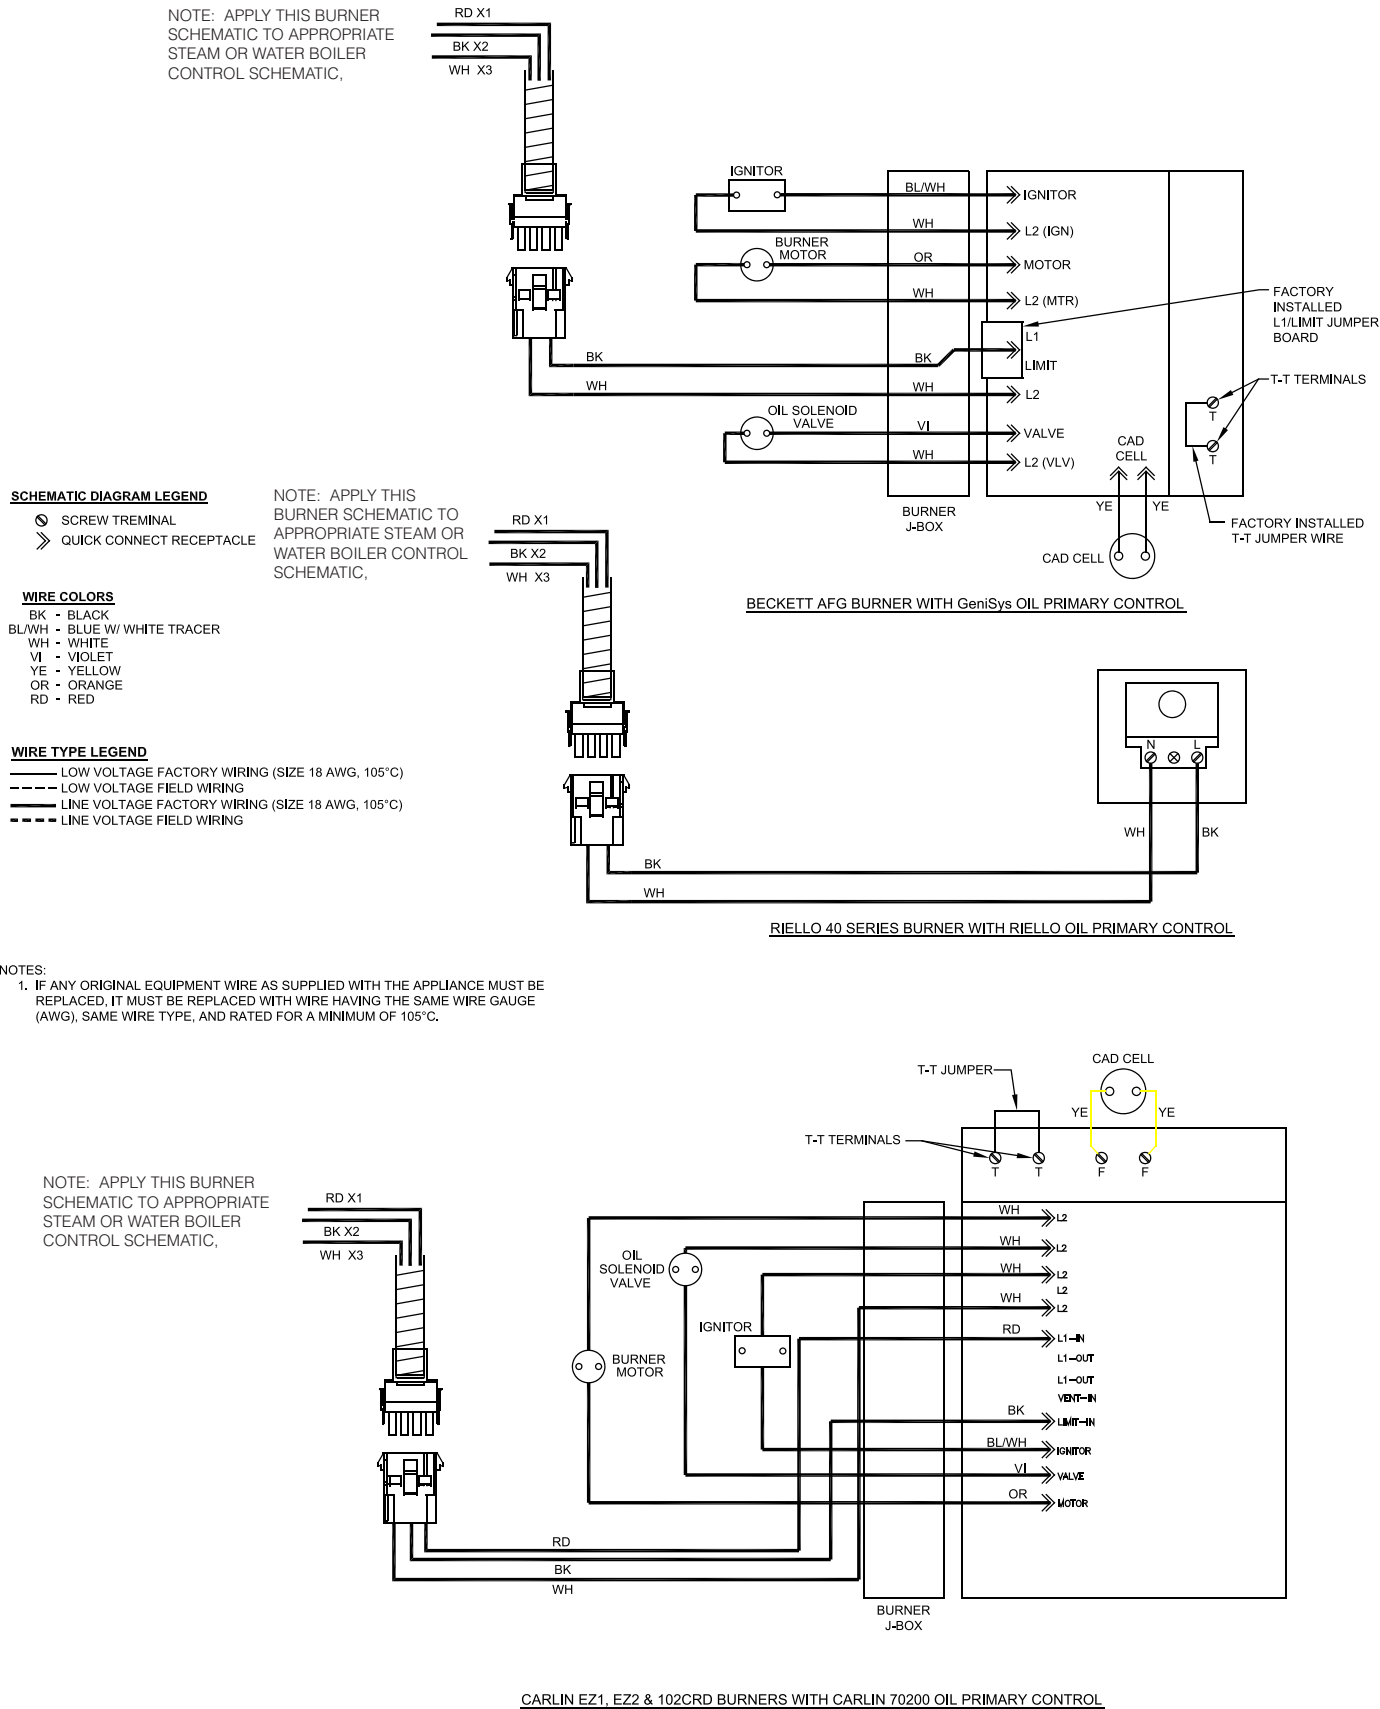 NOTE: APPLY THIS BURNER
SCHEMATIC TO APPROPRIATE
STEAM OR WATER BOILER
CONTROL SCHEMATIC,
RD X1
BK X2
WH X3
IGNITOR
BL/WH
IGNITOR
WH
L2 (IGN)
BURNER
MOTOR
OR
MOTOR
WH
L2 (MTR)
FACTORY
INSTALLED
L1/LIMIT JUMPER
BOARD
L1
BK
BK
LIMIT
WH
WH
L2
T-T TERMINALS
OIL SOLENOID
VALVE
VI
VALVE
WH
L2 (VLV)
CAD
CELL
T
T
YE
YE
BURNER
J-BOX
CAD CELL
FACTORY INSTALLED
T-T JUMPER WIRE
BECKETT AFG BURNER WITH GeniSys OIL PRIMARY CONTROL
SCHEMATIC DIAGRAM LEGEND
SCREW TREMINAL
QUICK CONNECT RECEPTACLE
WIRE COLORS
BK - BLACK
BL/WH - BLUE W/ WHITE TRACER
WH - WHITE
VI - VIOLET
YE - YELLOW
OR - ORANGE
RD - RED
WIRE TYPE LEGEND
LOW VOLTAGE FACTORY WIRING (SIZE 18 AWG, 105°C)
LOW VOLTAGE FIELD WIRING
LINE VOLTAGE FACTORY WIRING (SIZE 18 AWG, 105°C)
LINE VOLTAGE FIELD WIRING
NOTE: APPLY THIS
BURNER SCHEMATIC TO
APPROPRIATE STEAM OR
WATER BOILER CONTROL
SCHEMATIC,
RD X1
BK X2
WH X3
N
L
WH
BK
BK
WH
RIELLO 40 SERIES BURNER WITH RIELLO OIL PRIMARY CONTROL
NOTES:
1. IF ANY ORIGINAL EQUIPMENT WIRE AS SUPPLIED WITH THE APPLIANCE MUST BE
REPLACED, IT MUST BE REPLACED WITH WIRE HAVING THE SAME WIRE GAUGE
(AWG), SAME WIRE TYPE, AND RATED FOR A MINIMUM OF 105°C.
CAD CELL
T-T JUMPER
YE
YE
T-T TERMINALS
T
T
F
F
NOTE: APPLY THIS BURNER
SCHEMATIC TO APPROPRIATE
STEAM OR WATER BOILER
CONTROL SCHEMATIC,
RD X1
BK X2
WH X3
WH
L2
WH
L2
OIL
SOLENOID
VALVE
WH
L2
L2
WH
L2
IGNITOR
RD
L1-IN
L1-OUT
BURNER
MOTOR
L1-OUT
VENT-IN
BK
LIMIT-IN
BL/WH
IGNITOR
VI
VALVE
OR
MOTOR
RD
BK
WH
BURNER
J-BOX
CARLIN EZ1, EZ2 & 102CRD BURNERS WITH CARLIN 70200 OIL PRIMARY CONTROL